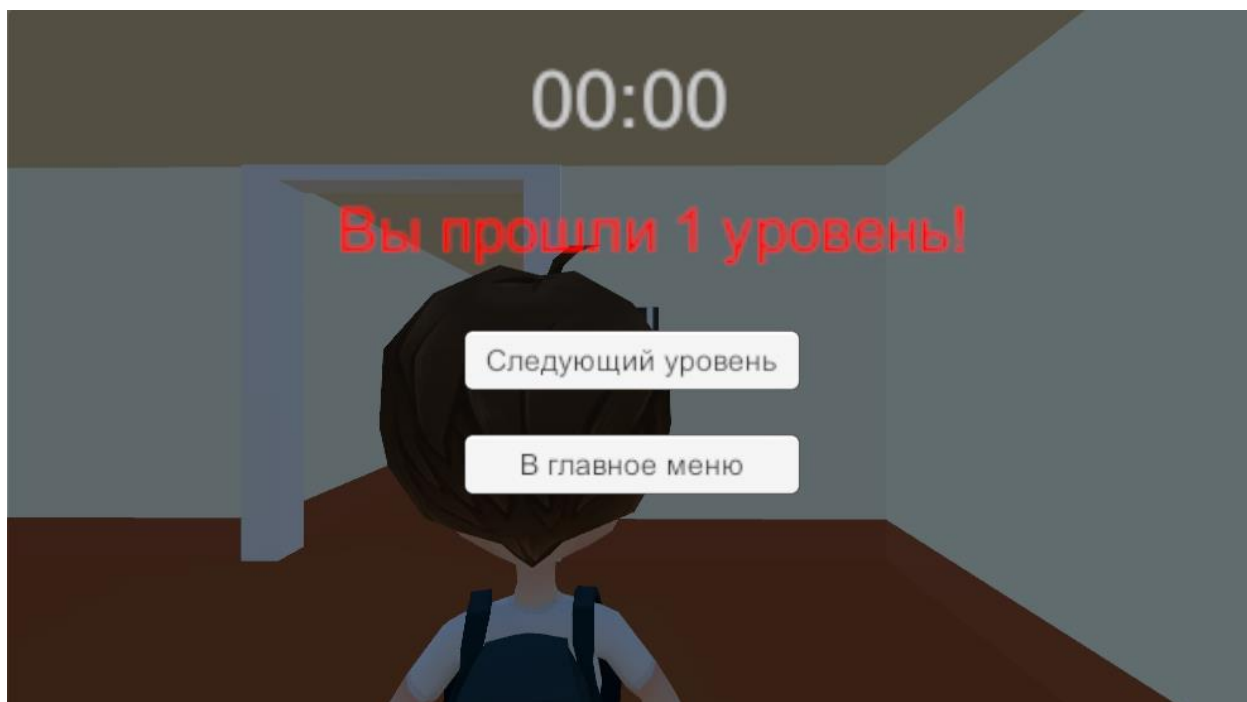 00:00
Вы прошли 1 уровень!
Следующий уровень
В главное меню